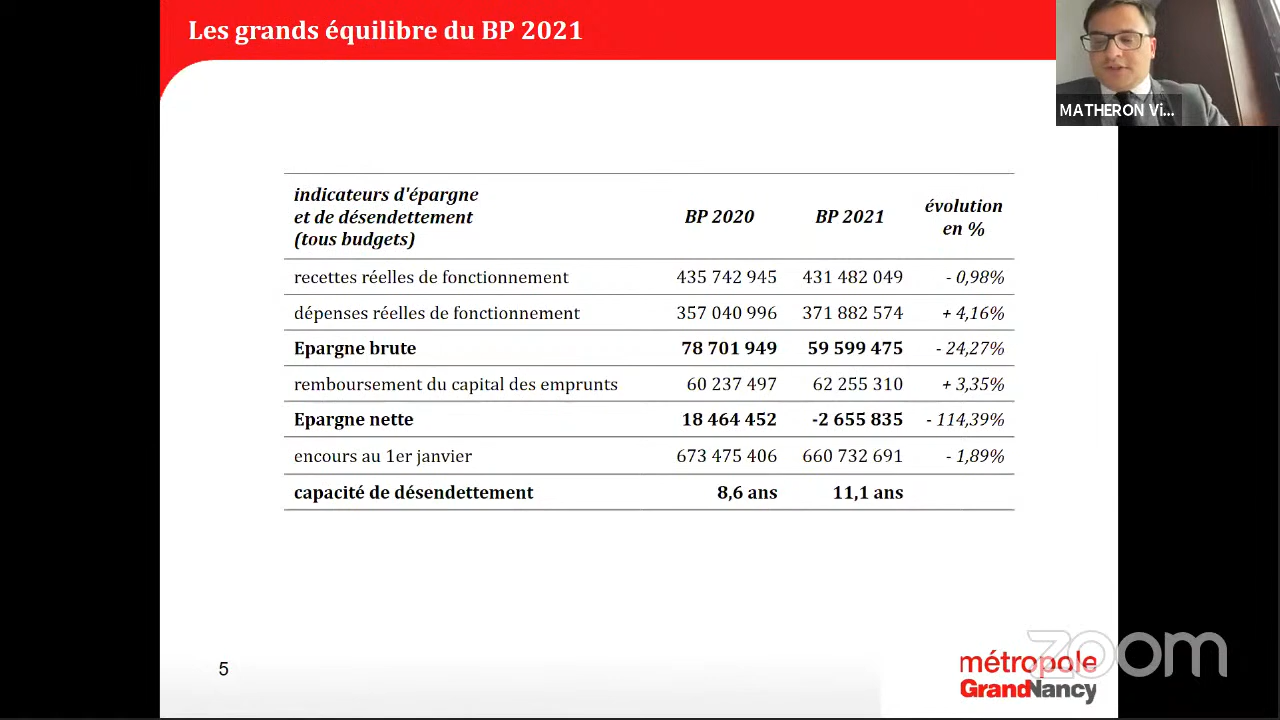 Les grands équilibre du BP 2021
MATHERON Vi...
indicateurs d'épargne
et de désendettement
(tous budgets)
BP 2020
BP 2021
évolution
en %
recettes réelles de fonctionnement 435 742 945 431 482 049 - 0,98%
dépenses réelles de fonctionnement 357 040 996 371 882 574 + 4,16%
Epargne brute 78 701 949 59 599 475 - 24,27%
remboursement du capital des emprunts 60 237 497 62 255 310 + 3,35%
Epargne nette 18 464 452 -2 655 835 - 114,39%
encours au 1er janvier 673 475 406 660 732 691 - 1,89%
capacité de désendettement 8,6 ans 11,1 ans
5
métropole
GrandNancy
zoom